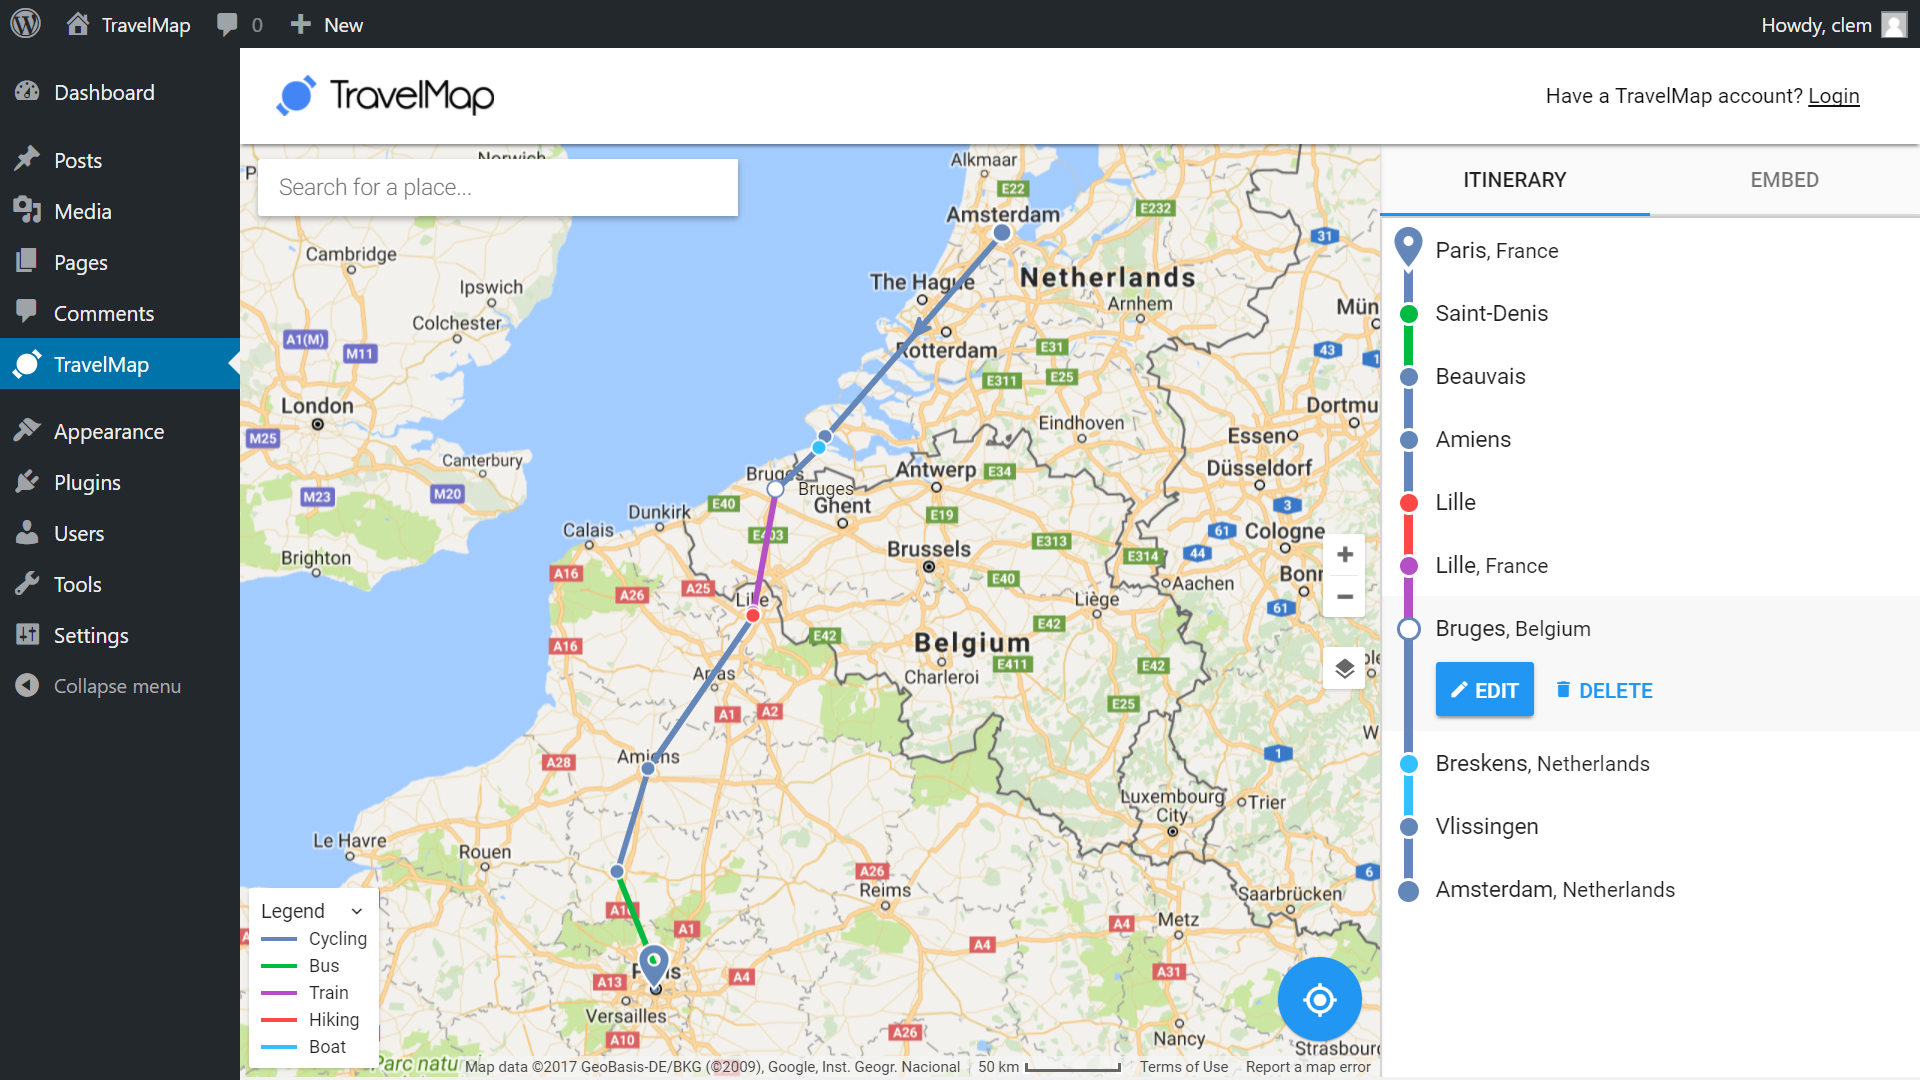 TravelMap
0
New
Howdy, clem
Dashboard
Posts
Media
Pages
Comments
TravelMap
Appearance
Plugins
Users
Tools
Settings
Collapse menu
TravelMap
Have a TravelMap account? Login
Search for a place...
Norwich
Alkmaar
E22
Amsterdam
E232
31
Cambridge
The Hague
Netherlands
Ipswich
Arnhem
Colchester
Mün
A1(M)
M11
Rotterdam
E31
43
1
E311
E25
London
Dortmu
Eindhoven
M25
Essen
Canterbury
Bruges
Antwerp
E34
Düsseldorf
M23
M20
Bruges
E40
Ghent
3
Dunkirk
E19
Calais
E403
61
Cologne
Brussels
E313
44
Brighton
E314
A16
E40
Aachen
Bonn
A26
A25
Lille
Liège
61
E42
E42
A16
Belgium
E411
E42
Arras
Charleroi
E25
A1
A2
W
Amiens
1
A28
Luxembourg
City
Trier
Le Havre
Rouen
A26
6
Reims
Saarbrücken
A16
A1
Metz
A4
A4
Paris
A13
A4
A31
Versailles
A26
A10
Nancy
Strasbourg
Parc natu
+
−
Legend
Cycling
Bus
Train
Hiking
Boat
Map data ©2017 GeoBasis-DE/BKG (©2009), Google, Inst. Geogr. Nacional
50 km
Terms of Use
Report a map error
ITINERARY
EMBED
Paris, France
Saint-Denis
Beauvais
Amiens
Lille
Lille, France
Bruges, Belgium
EDIT
DELETE
Breskens, Netherlands
Vlissingen
Amsterdam, Netherlands